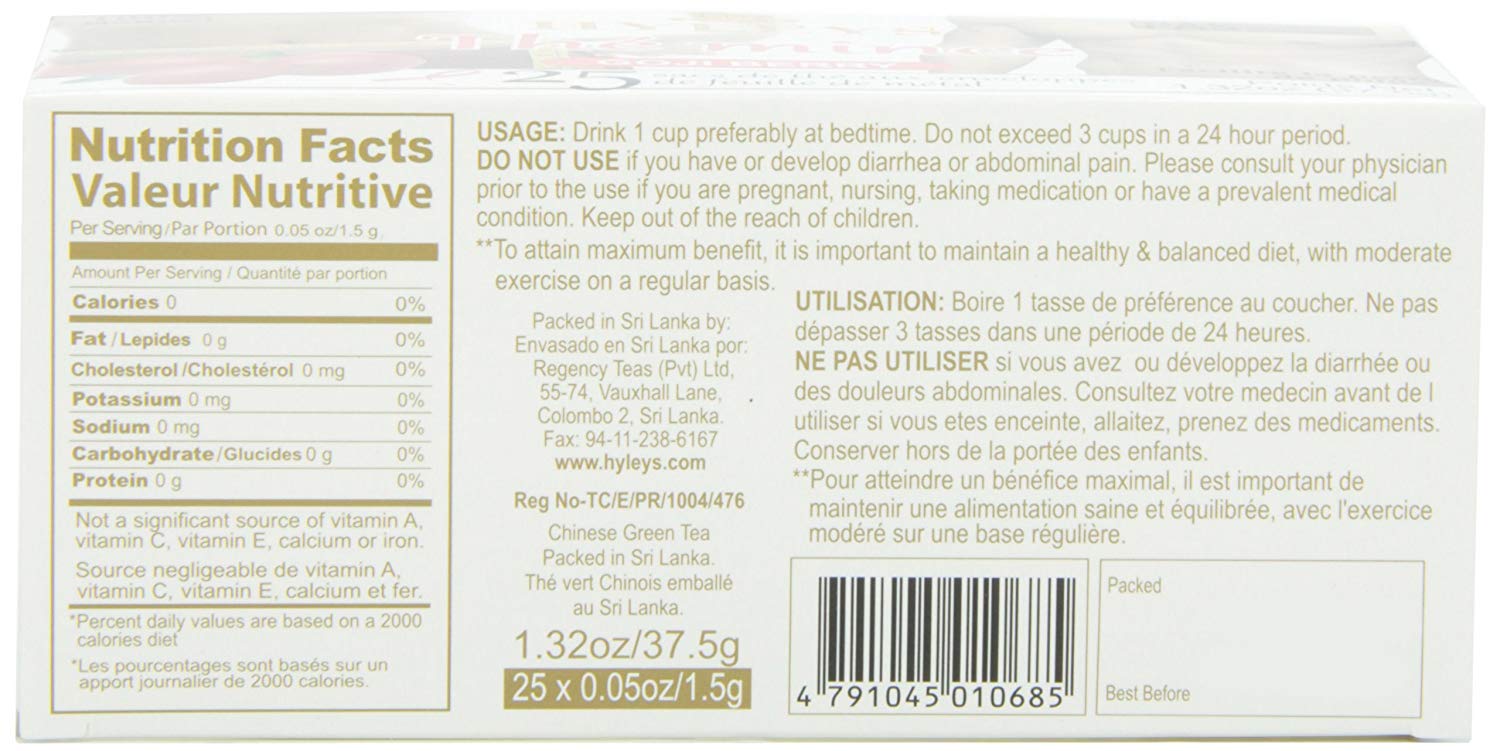 25
de feuille de métal
Nutrition Facts
Valeur Nutritive
Per Serving/Par Portion 0.05 oz/1.5 g
Amount Per Serving / Quantité par portion
Calories 0 0%
Fat / Lepides 0 g 0%
Cholesterol /Cholestérol 0 mg 0%
Potassium 0 mg 0%
Sodium 0 mg 0%
Carbohydrate/Glucides 0 g 0%
Protein 0 g 0%
Not a significant source of vitamin A,
vitamin C, vitamin E, calcium or iron.
Source negligeable de vitamin A,
vitamin C, vitamin E, calcium et fer.
*Percent daily values are based on a 2000
calories diet
*Les pourcentages sont basés sur un
apport journalier de 2000 calories.
USAGE: Drink 1 cup preferably at bedtime. Do not exceed 3 cups in a 24 hour period.
DO NOT USE if you have or develop diarrhea or abdominal pain. Please consult your physician
prior to the use if you are pregnant, nursing, taking medication or have a prevalent medical
condition. Keep out of the reach of children.
**To attain maximum benefit, it is important to maintain a healthy & balanced diet, with moderate
exercise on a regular basis.
Packed in Sri Lanka by:
Envasado en Sri Lanka por:
Regency Teas (Pvt) Ltd,
55-74, Vauxhall Lane,
Colombo 2, Sri Lanka.
Fax: 94-11-238-6167
www.hyleys.com
Reg No-TC/E/PR/1004/476
Chinese Green Tea
Packed in Sri Lanka.
Thé vert Chinois emballé
au Sri Lanka.
1.32oz/37.5g
25 x 0.05oz/1.5g
UTILISATION: Boire 1 tasse de préférence au coucher. Ne pas
dépasser 3 tasses dans une période de 24 heures.
NE PAS UTILISER si vous avez ou développez la diarrhée ou
des douleurs abdominales. Consultez votre medecin avant de l
utiliser si vous etes enceinte, allaitez, prenez des medicaments.
Conserver hors de la portée des enfants.
**Pour atteindre un bénéfice maximal, il est important de
maintenir une alimentation saine et équilibrée, avec l'exercice
modéré sur une base régulière.
4 791045 010685
Packed
Best Before